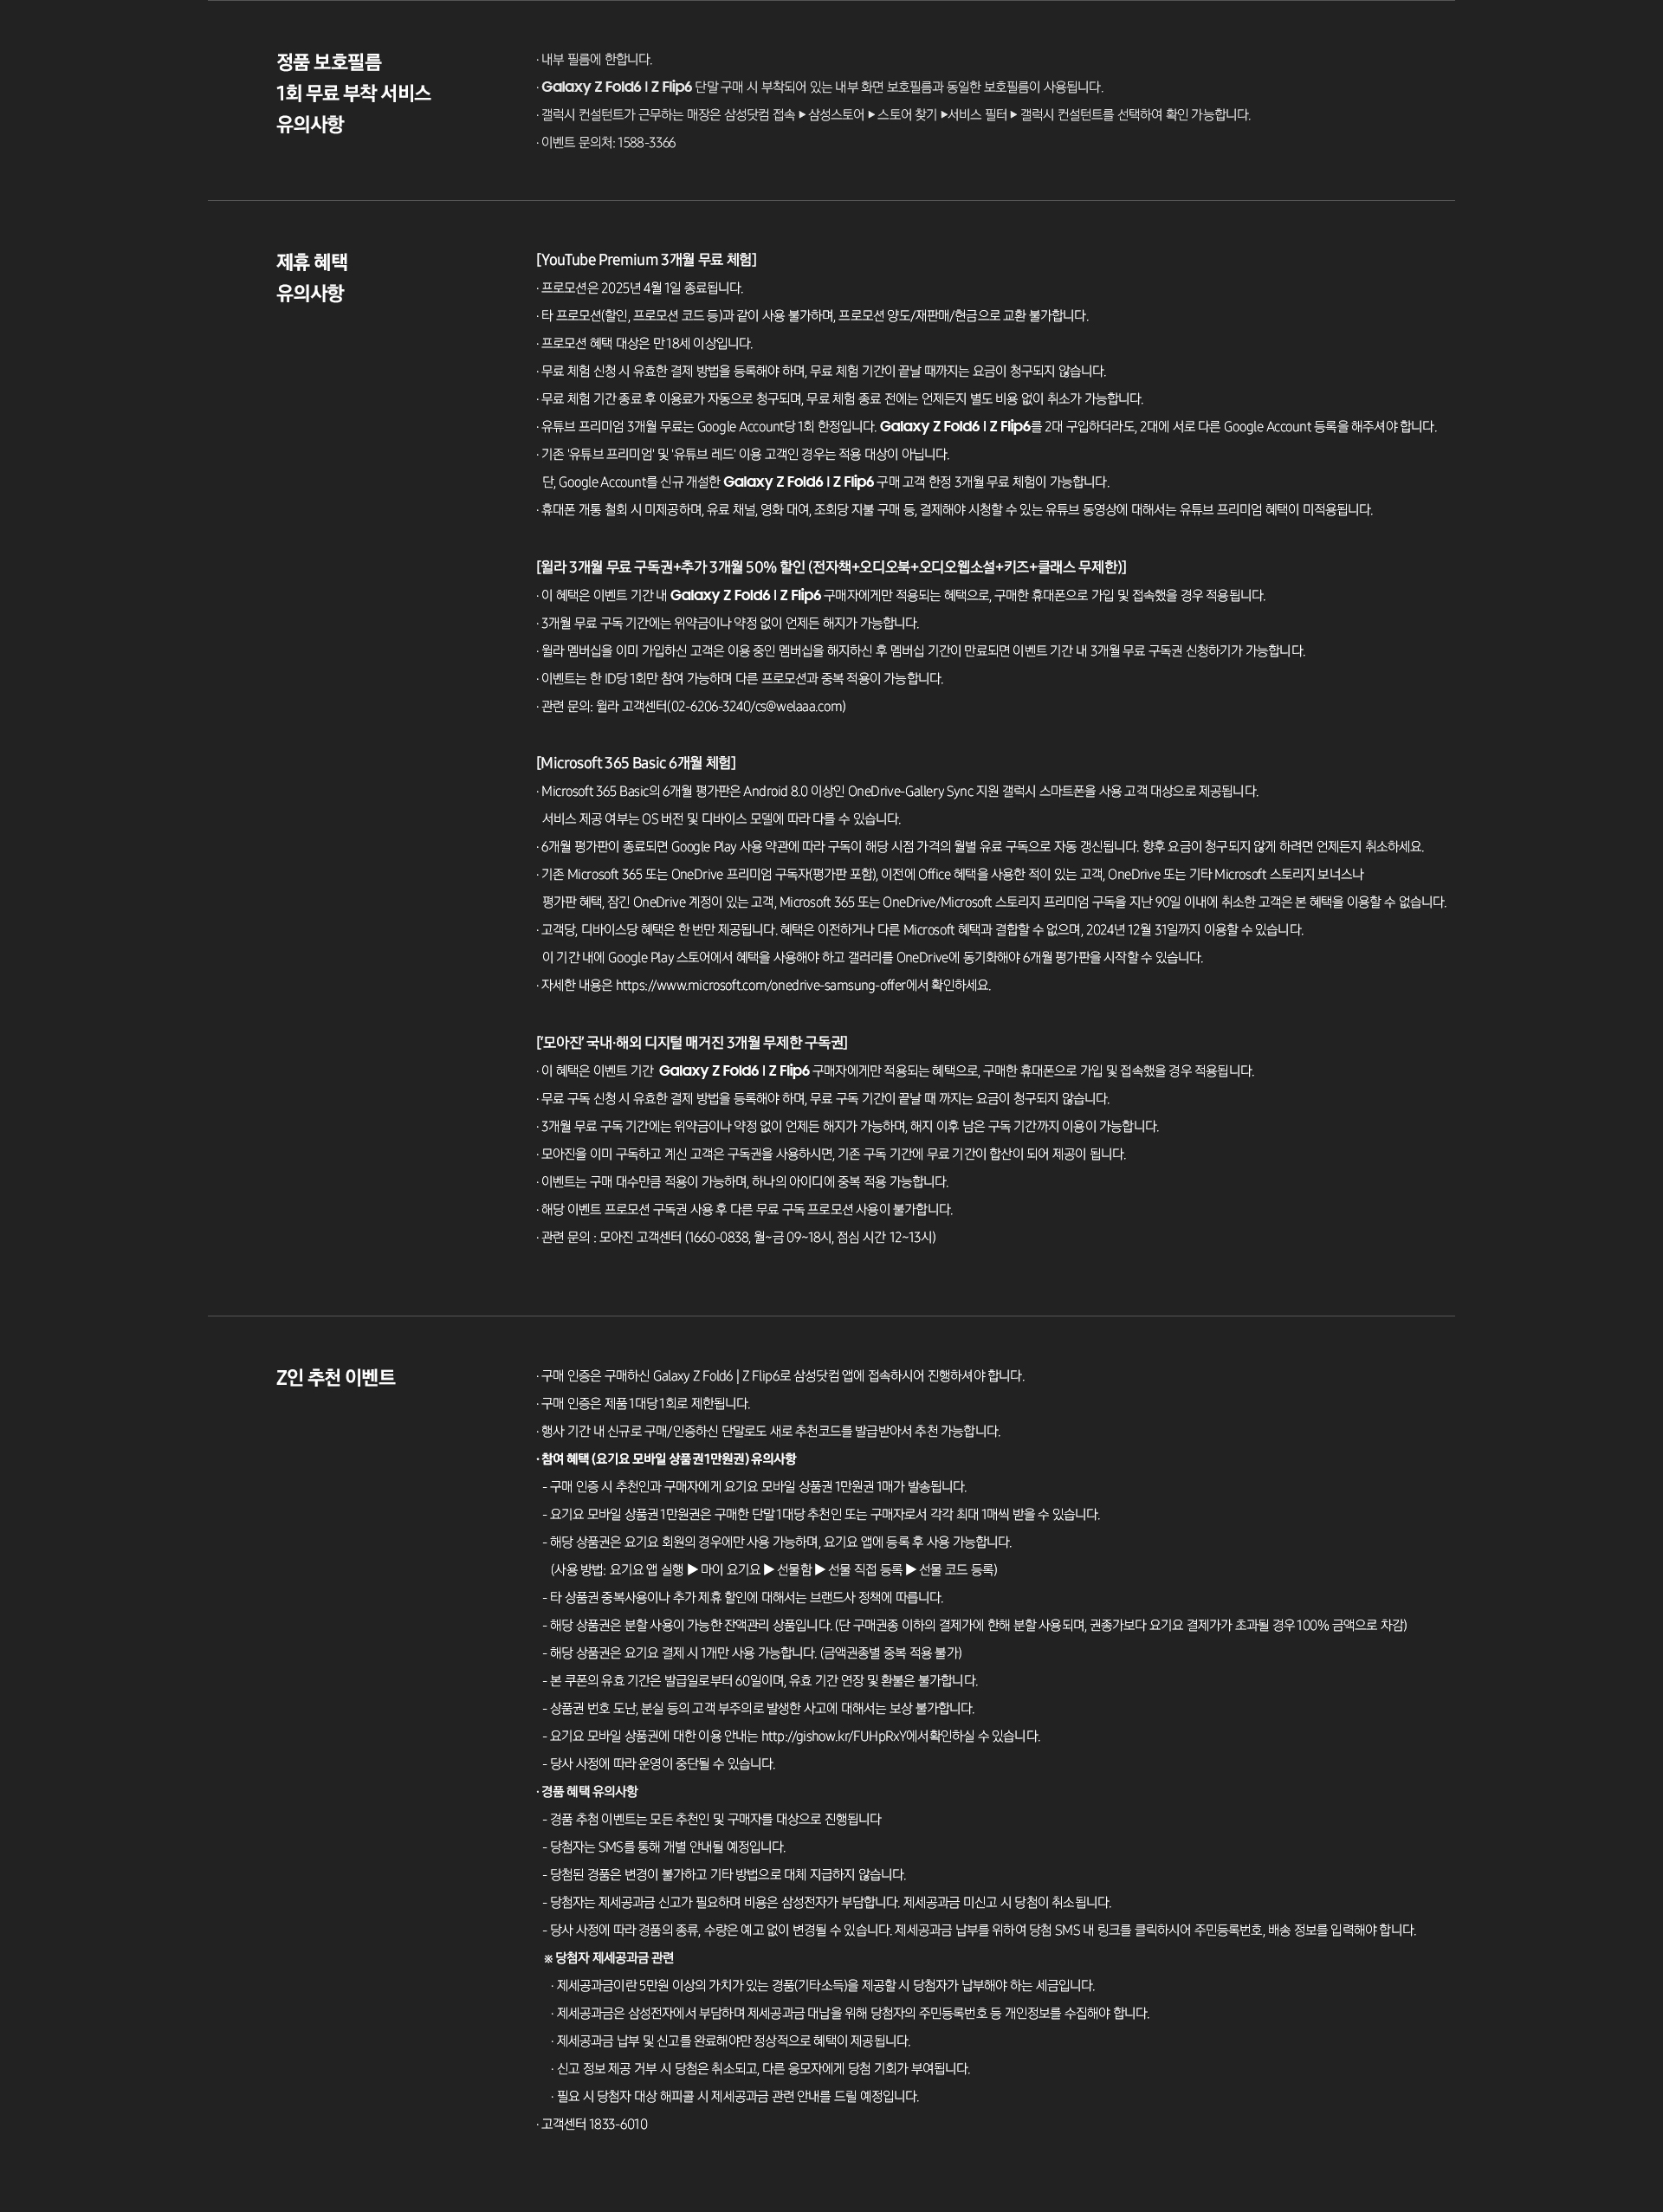 정품 보호필름
1회 무료 부착 서비스
유의사항
· 내부 필름에 한합니다.
· Galaxy Z Fold6 | Z Flip6 단말 구매 시 부착되어 있는 내부 화면 보호필름과 동일한 보호필름이 사용됩니다.
· 갤럭시 컨설턴트가 근무하는 매장은 삼성닷컴 접속 ▶ 삼성스토어 ▶ 스토어 찾기 ▶서비스 필터 ▶ 갤럭시 컨설턴트를 선택하여 확인 가능합니다.
· 이벤트 문의처: 1588-3366
제휴 혜택
유의사항
[YouTube Premium 3개월 무료 체험]
· 프로모션은 2025년 4월 1일 종료됩니다.
· 타 프로모션(할인, 프로모션 코드 등)과 같이 사용 불가하며, 프로모션 양도/재판매/현금으로 교환 불가합니다.
· 프로모션 혜택 대상은 만 18세 이상입니다.
· 무료 체험 신청 시 유효한 결제 방법을 등록해야 하며, 무료 체험 기간이 끝날 때까지는 요금이 청구되지 않습니다.
· 무료 체험 기간 종료 후 이용료가 자동으로 청구되며, 무료 체험 종료 전에는 언제든지 별도 비용 없이 취소가 가능합니다.
· 유튜브 프리미엄 3개월 무료는 Google Account당 1회 한정입니다. Galaxy Z Fold6 | Z Flip6를 2대 구입하더라도, 2대에 서로 다른 Google Account 등록을 해주셔야 합니다.
· 기존 '유튜브 프리미엄' 및 '유튜브 레드' 이용 고객인 경우는 적용 대상이 아닙니다.
단, Google Account를 신규 개설한 Galaxy Z Fold6 | Z Flip6 구매 고객 한정 3개월 무료 체험이 가능합니다.
· 휴대폰 개통 철회 시 미제공하며, 유료 채널, 영화 대여, 조회당 지불 구매 등, 결제해야 시청할 수 있는 유튜브 동영상에 대해서는 유튜브 프리미엄 혜택이 미적용됩니다.
[윌라 3개월 무료 구독권+추가 3개월 50% 할인 (전자책+오디오북+오디오웹소설+키즈+클래스 무제한)]
· 이 혜택은 이벤트 기간 내 Galaxy Z Fold6 | Z Flip6 구매자에게만 적용되는 혜택으로, 구매한 휴대폰으로 가입 및 접속했을 경우 적용됩니다.
· 3개월 무료 구독 기간에는 위약금이나 약정 없이 언제든 해지가 가능합니다.
· 윌라 멤버십을 이미 가입하신 고객은 이용 중인 멤버십을 해지하신 후 멤버십 기간이 만료되면 이벤트 기간 내 3개월 무료 구독권 신청하기가 가능합니다.
· 이벤트는 한 ID당 1회만 참여 가능하며 다른 프로모션과 중복 적용이 가능합니다.
· 관련 문의: 윌라 고객센터(02-6206-3240/cs@welaaa.com)
[Microsoft 365 Basic 6개월 체험]
· Microsoft 365 Basic의 6개월 평가판은 Android 8.0 이상인 OneDrive-Gallery Sync 지원 갤럭시 스마트폰을 사용 고객 대상으로 제공됩니다.
서비스 제공 여부는 OS 버전 및 디바이스 모델에 따라 다를 수 있습니다.
· 6개월 평가판이 종료되면 Google Play 사용 약관에 따라 구독이 해당 시점 가격의 월별 유료 구독으로 자동 갱신됩니다. 향후 요금이 청구되지 않게 하려면 언제든지 취소하세요.
· 기존 Microsoft 365 또는 OneDrive 프리미엄 구독자(평가판 포함), 이전에 Office 혜택을 사용한 적이 있는 고객, OneDrive 또는 기타 Microsoft 스토리지 보너스나
평가판 혜택, 잠긴 OneDrive 계정이 있는 고객, Microsoft 365 또는 OneDrive/Microsoft 스토리지 프리미엄 구독을 지난 90일 이내에 취소한 고객은 본 혜택을 이용할 수 없습니다.
· 고객당, 디바이스당 혜택은 한 번만 제공됩니다. 혜택은 이전하거나 다른 Microsoft 혜택과 결합할 수 없으며, 2024년 12월 31일까지 이용할 수 있습니다.
이 기간 내에 Google Play 스토어에서 혜택을 사용해야 하고 갤러리를 OneDrive에 동기화해야 6개월 평가판을 시작할 수 있습니다.
· 자세한 내용은 https://www.microsoft.com/onedrive-samsung-offer에서 확인하세요.
['모아진' 국내·해외 디지털 매거진 3개월 무제한 구독권]
· 이 혜택은 이벤트 기간 Galaxy Z Fold6 | Z Flip6 구매자에게만 적용되는 혜택으로, 구매한 휴대폰으로 가입 및 접속했을 경우 적용됩니다.
· 무료 구독 신청 시 유효한 결제 방법을 등록해야 하며, 무료 구독 기간이 끝날 때 까지는 요금이 청구되지 않습니다.
· 3개월 무료 구독 기간에는 위약금이나 약정 없이 언제든 해지가 가능하며, 해지 이후 남은 구독 기간까지 이용이 가능합니다.
· 모아진을 이미 구독하고 계신 고객은 구독권을 사용하시면, 기존 구독 기간에 무료 기간이 합산이 되어 제공이 됩니다.
· 이벤트는 구매 대수만큼 적용이 가능하며, 하나의 아이디에 중복 적용 가능합니다.
· 해당 이벤트 프로모션 구독권 사용 후 다른 무료 구독 프로모션 사용이 불가합니다.
· 관련 문의 : 모아진 고객센터 (1660-0838, 월~금 09~18시, 점심 시간 12~13시)
Z인 추천 이벤트
· 구매 인증은 구매하신 Galaxy Z Fold6 | Z Flip6로 삼성닷컴 앱에 접속하시어 진행하셔야 합니다.
· 구매 인증은 제품 1대당 1회로 제한됩니다.
· 행사 기간 내 신규로 구매/인증하신 단말로도 새로 추천코드를 발급받아서 추천 가능합니다.
· 참여 혜택 (요기요 모바일 상품권 1만원권) 유의사항
- 구매 인증 시 추천인과 구매자에게 요기요 모바일 상품권 1만원권 1매가 발송됩니다.
- 요기요 모바일 상품권 1만원권은 구매한 단말 1대당 추천인 또는 구매자로서 각각 최대 1매씩 받을 수 있습니다.
- 해당 상품권은 요기요 회원의 경우에만 사용 가능하며, 요기요 앱에 등록 후 사용 가능합니다.
(사용 방법: 요기요 앱 실행 ▶ 마이 요기요 ▶ 선물함 ▶ 선물 직접 등록 ▶ 선물 코드 등록)
- 타 상품권 중복사용이나 추가 제휴 할인에 대해서는 브랜드사 정책에 따릅니다.
- 해당 상품권은 분할 사용이 가능한 잔액관리 상품입니다. (단 구매권종 이하의 결제가에 한해 분할 사용되며, 권종가보다 요기요 결제가가 초과될 경우 100% 금액으로 차감)
- 해당 상품권은 요기요 결제 시 1개만 사용 가능합니다. (금액권종별 중복 적용 불가)
- 본 쿠폰의 유효 기간은 발급일로부터 60일이며, 유효 기간 연장 및 환불은 불가합니다.
- 상품권 번호 도난, 분실 등의 고객 부주의로 발생한 사고에 대해서는 보상 불가합니다.
- 요기요 모바일 상품권에 대한 이용 안내는 http://gishow.kr/FUHpRxY에서확인하실 수 있습니다.
- 당사 사정에 따라 운영이 중단될 수 있습니다.
· 경품 혜택 유의사항
- 경품 추첨 이벤트는 모든 추천인 및 구매자를 대상으로 진행됩니다
- 당첨자는 SMS를 통해 개별 안내될 예정입니다.
- 당첨된 경품은 변경이 불가하고 기타 방법으로 대체 지급하지 않습니다.
- 당첨자는 제세공과금 신고가 필요하며 비용은 삼성전자가 부담합니다. 제세공과금 미신고 시 당첨이 취소됩니다.
- 당사 사정에 따라 경품의 종류, 수량은 예고 없이 변경될 수 있습니다. 제세공과금 납부를 위하여 당첨 SMS 내 링크를 클릭하시어 주민등록번호, 배송 정보를 입력해야 합니다.
※ 당첨자 제세공과금 관련
· 제세공과금이란 5만원 이상의 가치가 있는 경품(기타소득)을 제공할 시 당첨자가 납부해야 하는 세금입니다.
· 제세공과금은 삼성전자에서 부담하며 제세공과금 대납을 위해 당첨자의 주민등록번호 등 개인정보를 수집해야 합니다.
· 제세공과금 납부 및 신고를 완료해야만 정상적으로 혜택이 제공됩니다.
· 신고 정보 제공 거부 시 당첨은 취소되고, 다른 응모자에게 당첨 기회가 부여됩니다.
· 필요 시 당첨자 대상 해피콜 시 제세공과금 관련 안내를 드릴 예정입니다.
· 고객센터 1833-6010